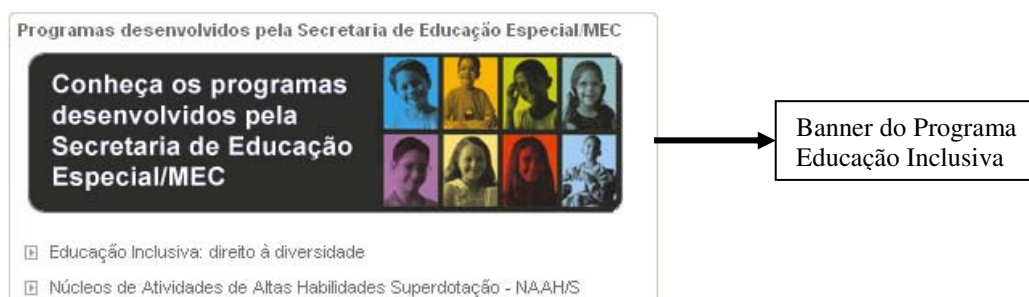 Programas desenvolvidos pela Secretaria de Educação Especial/MEC
Conheça os programas
desenvolvidos pela
Secretaria de Educação
Especial/MEC
Banner do Programa
Educação Inclusiva
Educação Inclusiva: direito à diversidade
Núcleos de Atividades de Altas Habilidades Superdotação - NAAH/S